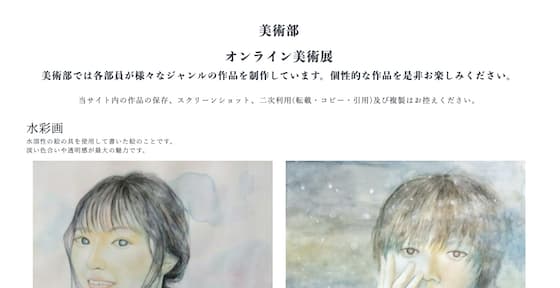 美術部
オンライン美術展
美術部では各部員が様々なジャンルの作品を制作しています。個性的な作品を是非お楽しみください。
当サイト内の作品の保存、スクリーンショット、二次利用(転載・コピー・引用)及び複製はお控えください。
水彩画
水溶性の絵の具を使用して書いた絵のことです。
淡い色合いや透明感が最大の魅力です。